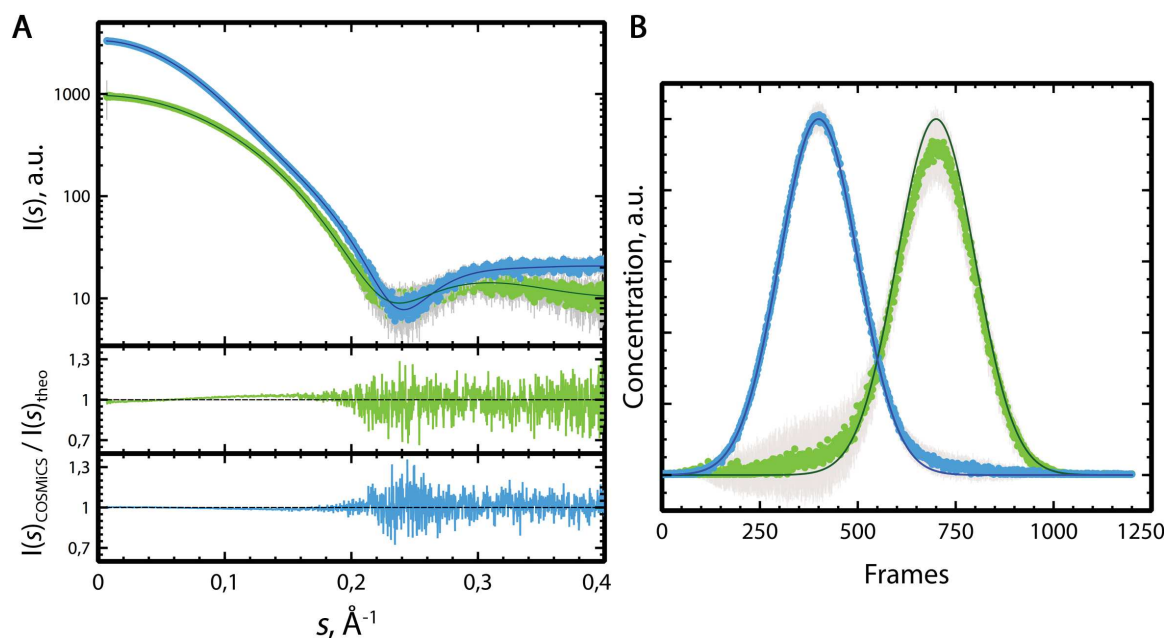 A
I(s), a.u.
1000
100
10
1,3
1
0,7
1,3
1
0,7
I(s)COSMiCS / I(s)theo
0
0,1
0,2
0,3
0,4
s, Å-1
B
Concentration, a.u.
0
250
500
750
1000
1250
Frames